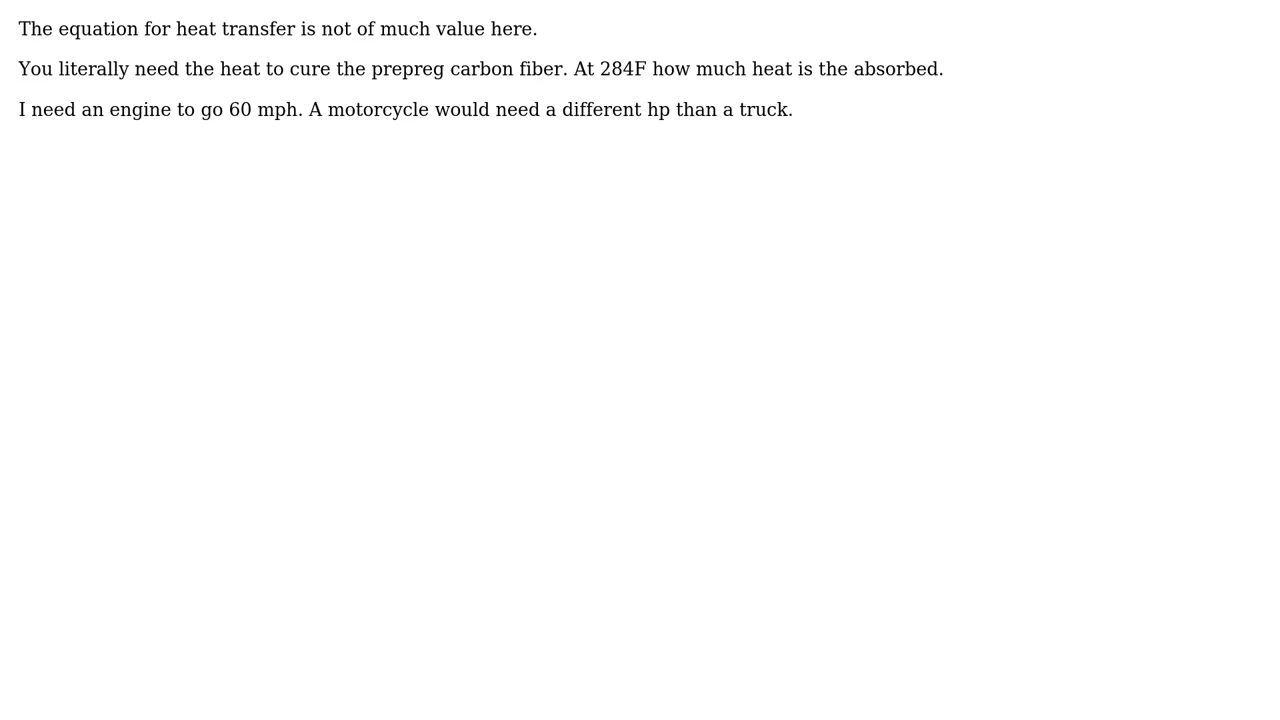 The equation for heat transfer is not of much value here.
You literally need the heat to cure the prepreg carbon fiber. At 284F how much heat is the absorbed.
I need an engine to go 60 mph. A motorcycle would need a different hp than a truck.